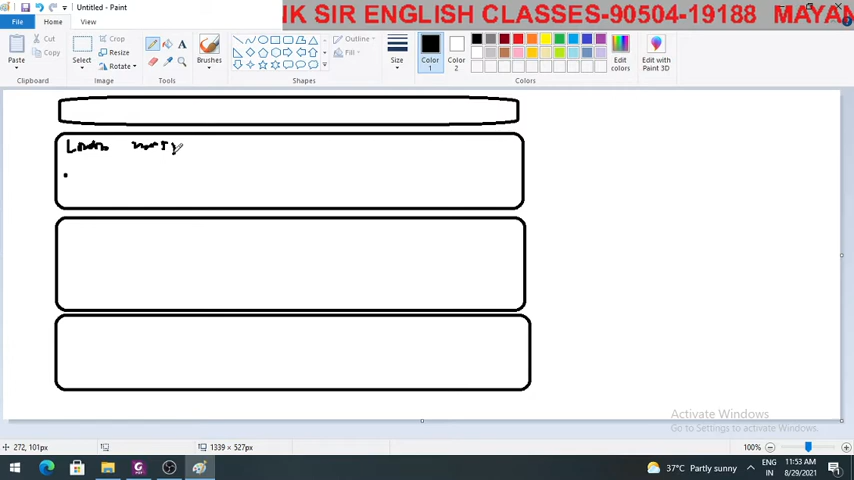 Untitled - Paint
NK SIR ENGLISH CLASSES-90504-19188 MAYAN
File Home View
Paste Cut Copy Clipboard
Select Crop Resize Rotate Image
Tools
Brushes
Shapes Outline Fill
Size
Color 1 Color 2 Colors
Edit colors
Edit with Paint 3D
Activate Windows
Go to Settings to activate Windows.
272, 101px 1339 × 527px 100%
37°C Partly sunny ENG IN 11:53 AM 8/29/2021